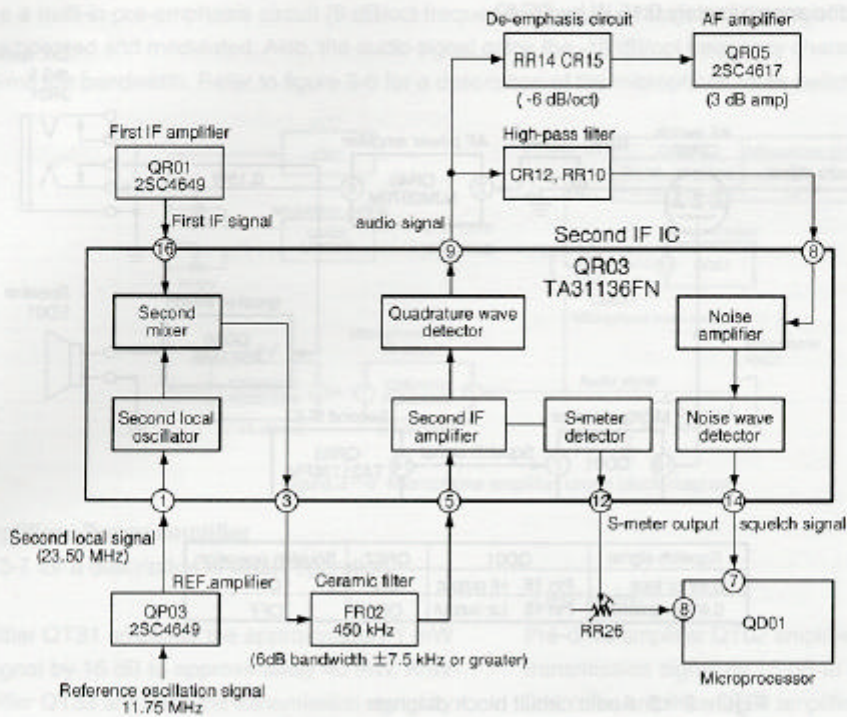 De-emphasis circuit
AF amplifier
RR14 CR15
QR05
2SC4617
( -6 dB/oct)
(3 dB amp)
First IF amplifier
High-pass filter
QR01
2SC4649
CR12, RR10
First IF signal
audio signal
Second IF IC
16
9
8
QR03
TA31136FN
Second
mixer
Quadrature wave
detector
Noise
amplifier
Second local
oscillator
Second IF
amplifier
S-meter
detector
Noise wave
detector
1
3
5
12
14
Second local signal
(23.50 MHz)
S-meter output
squelch signal
REF.amplifier
Ceramic filter
7
QP03
2SC4649
FR02
450 kHz
8
QD01
RR26
(6dB bandwidth ±7.5 kHz or greater)
Microprocessor
Reference oscillation signal
11.75 MHz